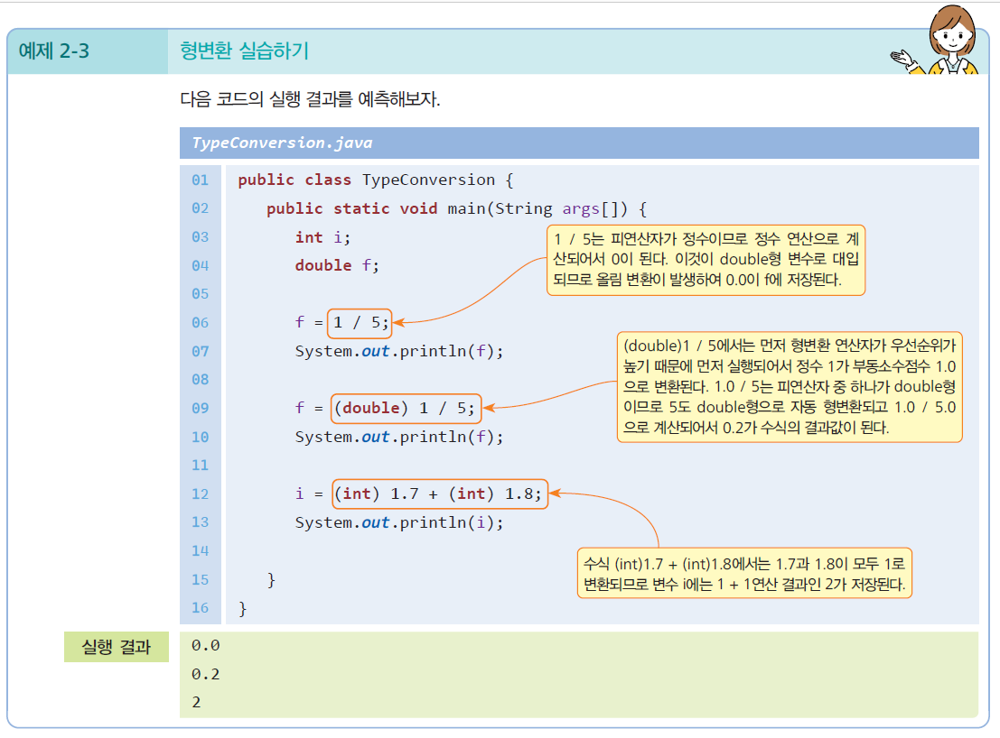 예제 2-3 형변환 실습하기
다음 코드의 실행 결과를 예측해보자.
TypeConversion.java
01 public class TypeConversion {
02 public static void main(String args[]) {
03 int i;
04 double f;
05
06 f = 1 / 5;
07 System.out.println(f);
08
09 f = (double) 1 / 5;
10 System.out.println(f);
11
12 i = (int) 1.7 + (int) 1.8;
13 System.out.println(i);
14
15 }
16 }
1 / 5는 피연산자가 정수이므로 정수 연산으로 계
산되어서 0이 된다. 이것이 double형 변수로 대입
되므로 올림 변환이 발생하여 0.0이 f에 저장된다.
(double)1 / 5에서는 먼저 형변환 연산자가 우선순위가
높기 때문에 먼저 실행되어서 정수 1가 부동소수점수 1.0
으로 변환된다. 1.0 / 5는 피연산자 중 하나가 double형
이므로 5도 double형으로 자동 형변환되고 1.0 / 5.0
으로 계산되어서 0.2가 수식의 결과값이 된다.
수식 (int)1.7 + (int)1.8에서는 1.7과 1.8이 모두 1로
변환되므로 변수 i에는 1 + 1연산 결과인 2가 저장된다.
실행 결과
0.0
0.2
2